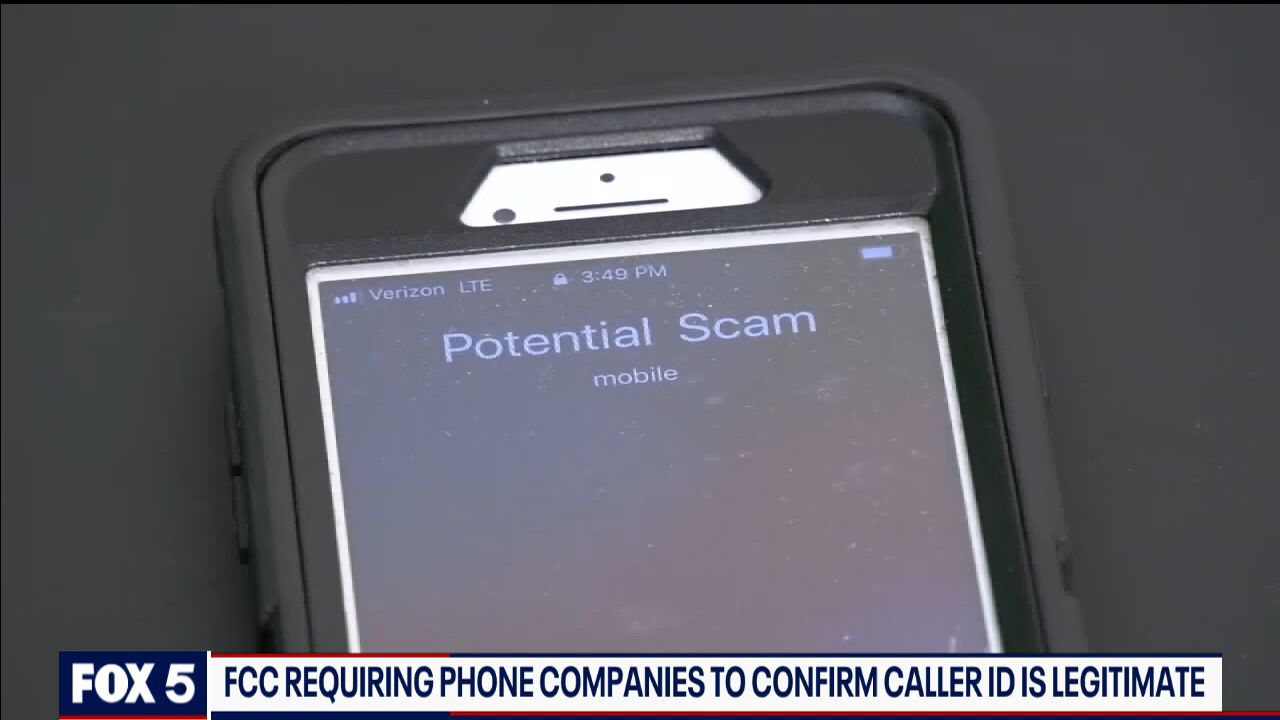 Verizon LTE 3:49 PM
Potential Scam
mobile
FOX 5
FCC REQUIRING PHONE COMPANIES TO CONFIRM CALLER ID IS LEGITIMATE